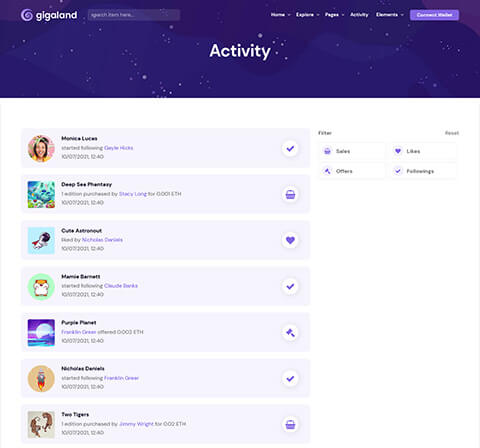 gigaland
search item here...
Home
Explore
Pages
Activity
Elements
Connect Wallet
Activity
Monica Lucas
started following Gayle Hicks
10/07/2021, 12:40
Deep Sea Phantasy
1 edition purchased by Stacy Long for 0.001 ETH
10/07/2021, 12:40
Cute Astronout
liked by Nicholas Daniels
10/07/2021, 12:40
Mamie Barnett
started following Claude Banks
10/07/2021, 12:40
Purple Planet
Franklin Greer offered 0.002 ETH
10/07/2021, 12:40
Nicholas Daniels
started following Franklin Greer
10/07/2021, 12:40
Two Tigers
1 edition purchased by Jimmy Wright for 0.02 ETH
10/07/2021, 12:40
Filter
Reset
Sales
Likes
Offers
Followings